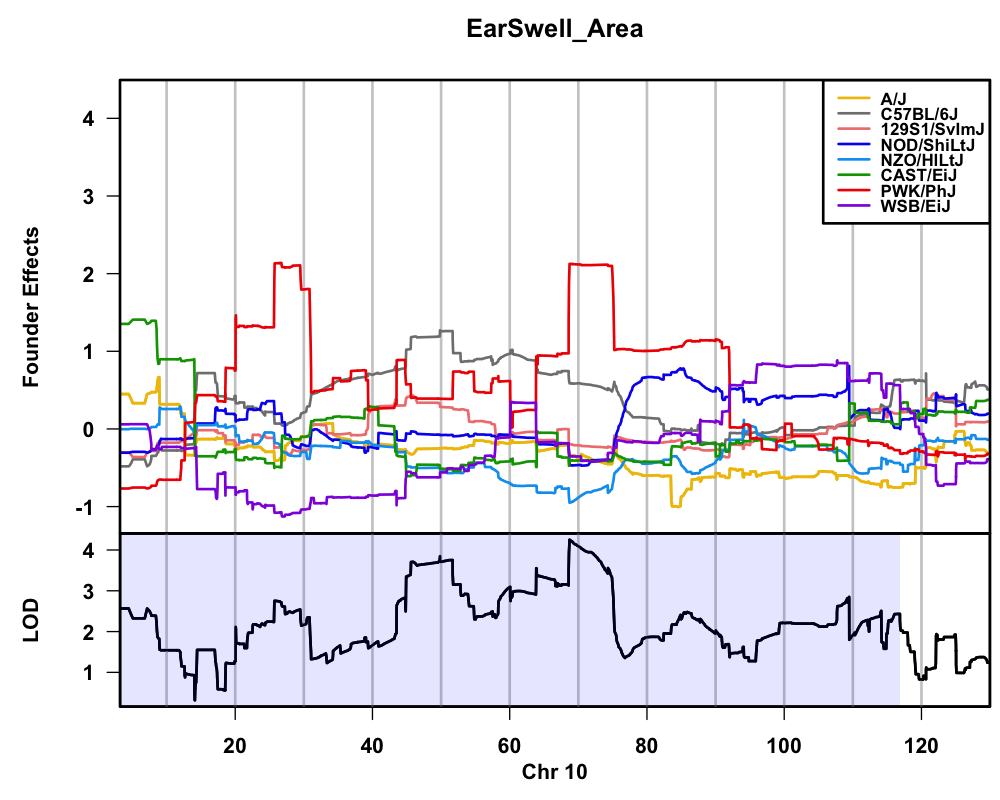 EarSwell_Area
Founder Effects
4
3
2
1
0
-1
A/J
C57BL/6J
129S1/SvImJ
NOD/ShiLtJ
NZO/HlLtJ
CAST/EiJ
PWK/PhJ
WSB/EiJ
LOD
4
3
2
1
20 40 60 80 100 120
Chr 10